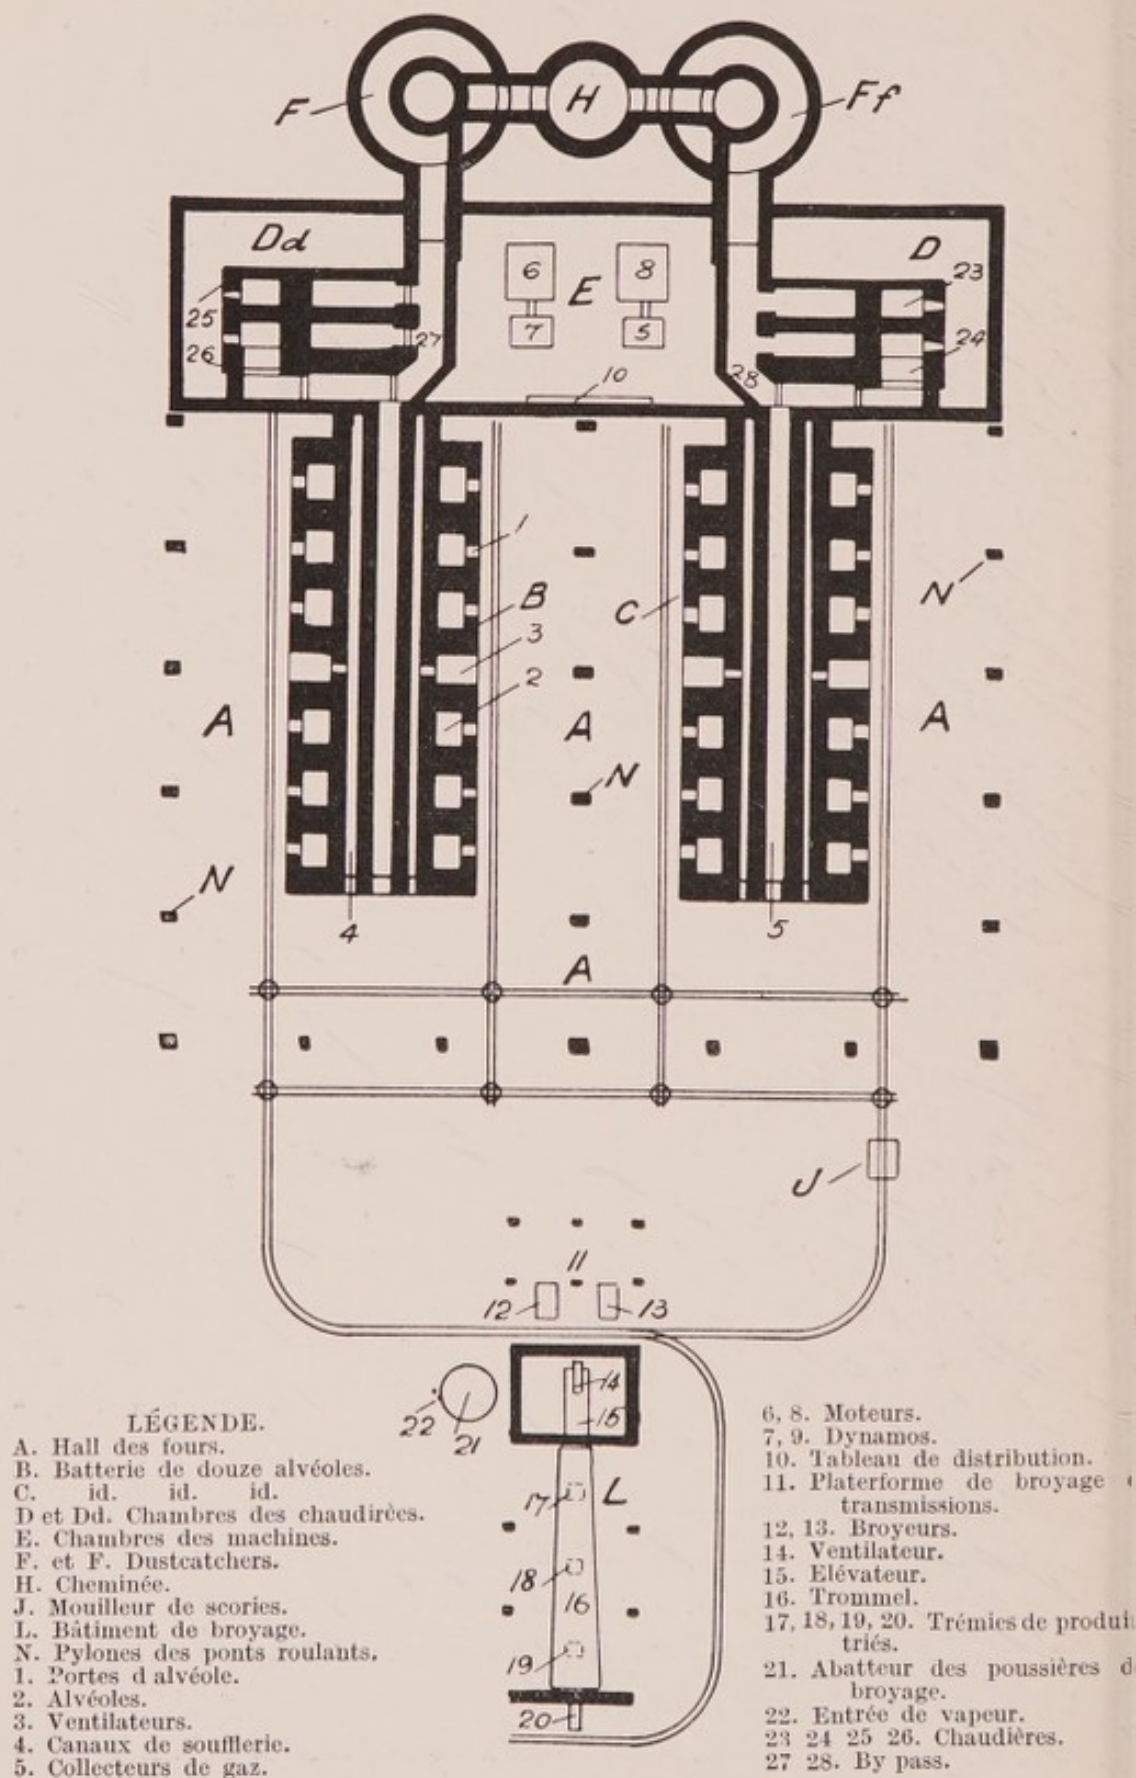 F
H
Ff
Dd
D
6
8
E
23
25
7
5
27
24
26
28
10
1
N
B
C
3
2
A
A
A
N
N
4
5
A
J
11
12
13
14
22
21
15
17
L
18
16
19
20
LÉGENDE.
A. Hall des fours.
B. Batterie de douze alvéoles.
C. id. id. id.
D et Dd. Chambres des chaudirèes.
E. Chambres des machines.
F. et F. Dustcatchers.
H. Cheminée.
J. Mouilleur de scories.
L. Bâtiment de broyage.
N. Pylones des ponts roulants.
1. Portes d alvéole.
2. Alvéoles.
3. Ventilateurs.
4. Canaux de soufflerie.
5. Collecteurs de gaz.
6, 8. Moteurs.
7, 9. Dynamos.
10. Tableau de distribution.
11. Platerforme de broyage
transmissions.
12, 13. Broyeurs.
14. Ventilateur.
15. Elévateur.
16. Trommel.
17, 18, 19, 20. Trémies de
triés.
21. Abatteur des poussières
broyage.
22. Entrée de vapeur.
23 24 25 26. Chaudières.
27 28. By pass.